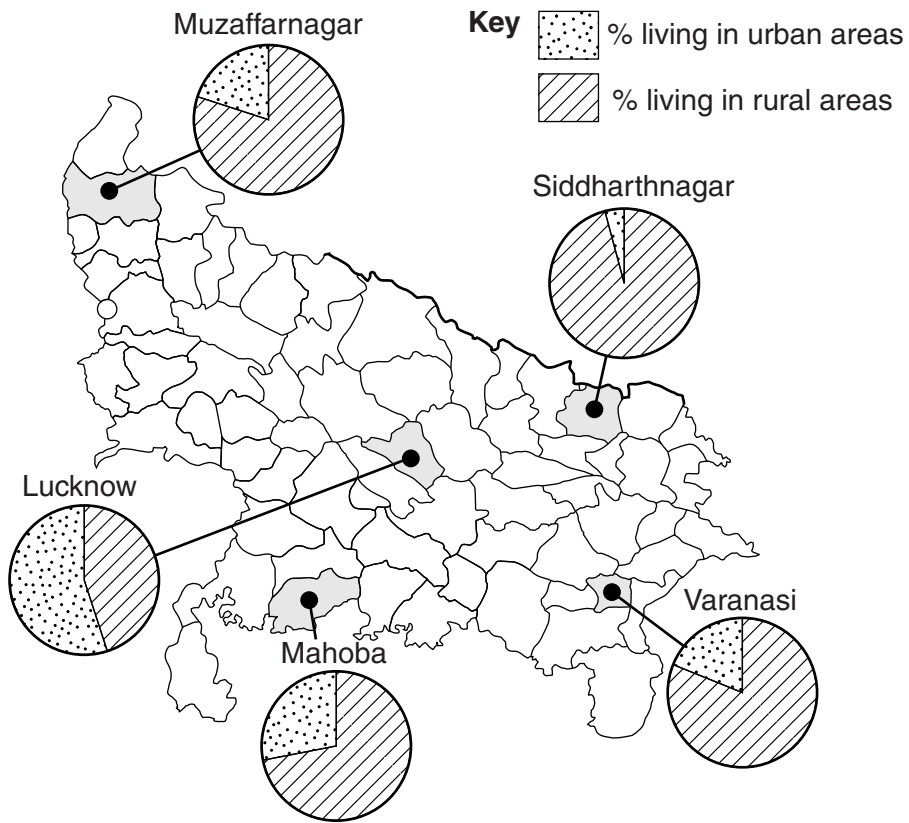 Muzaffarnagar
Key
% living in urban areas
% living in rural areas
Siddharthnagar
Lucknow
Varanasi
Mahoba